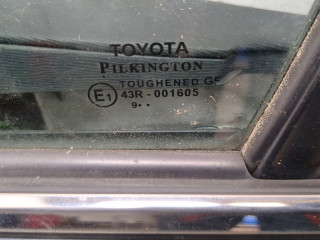 TOYOTA
PILKINGTON
TOUGHENED
E1 43R - 001605
9..